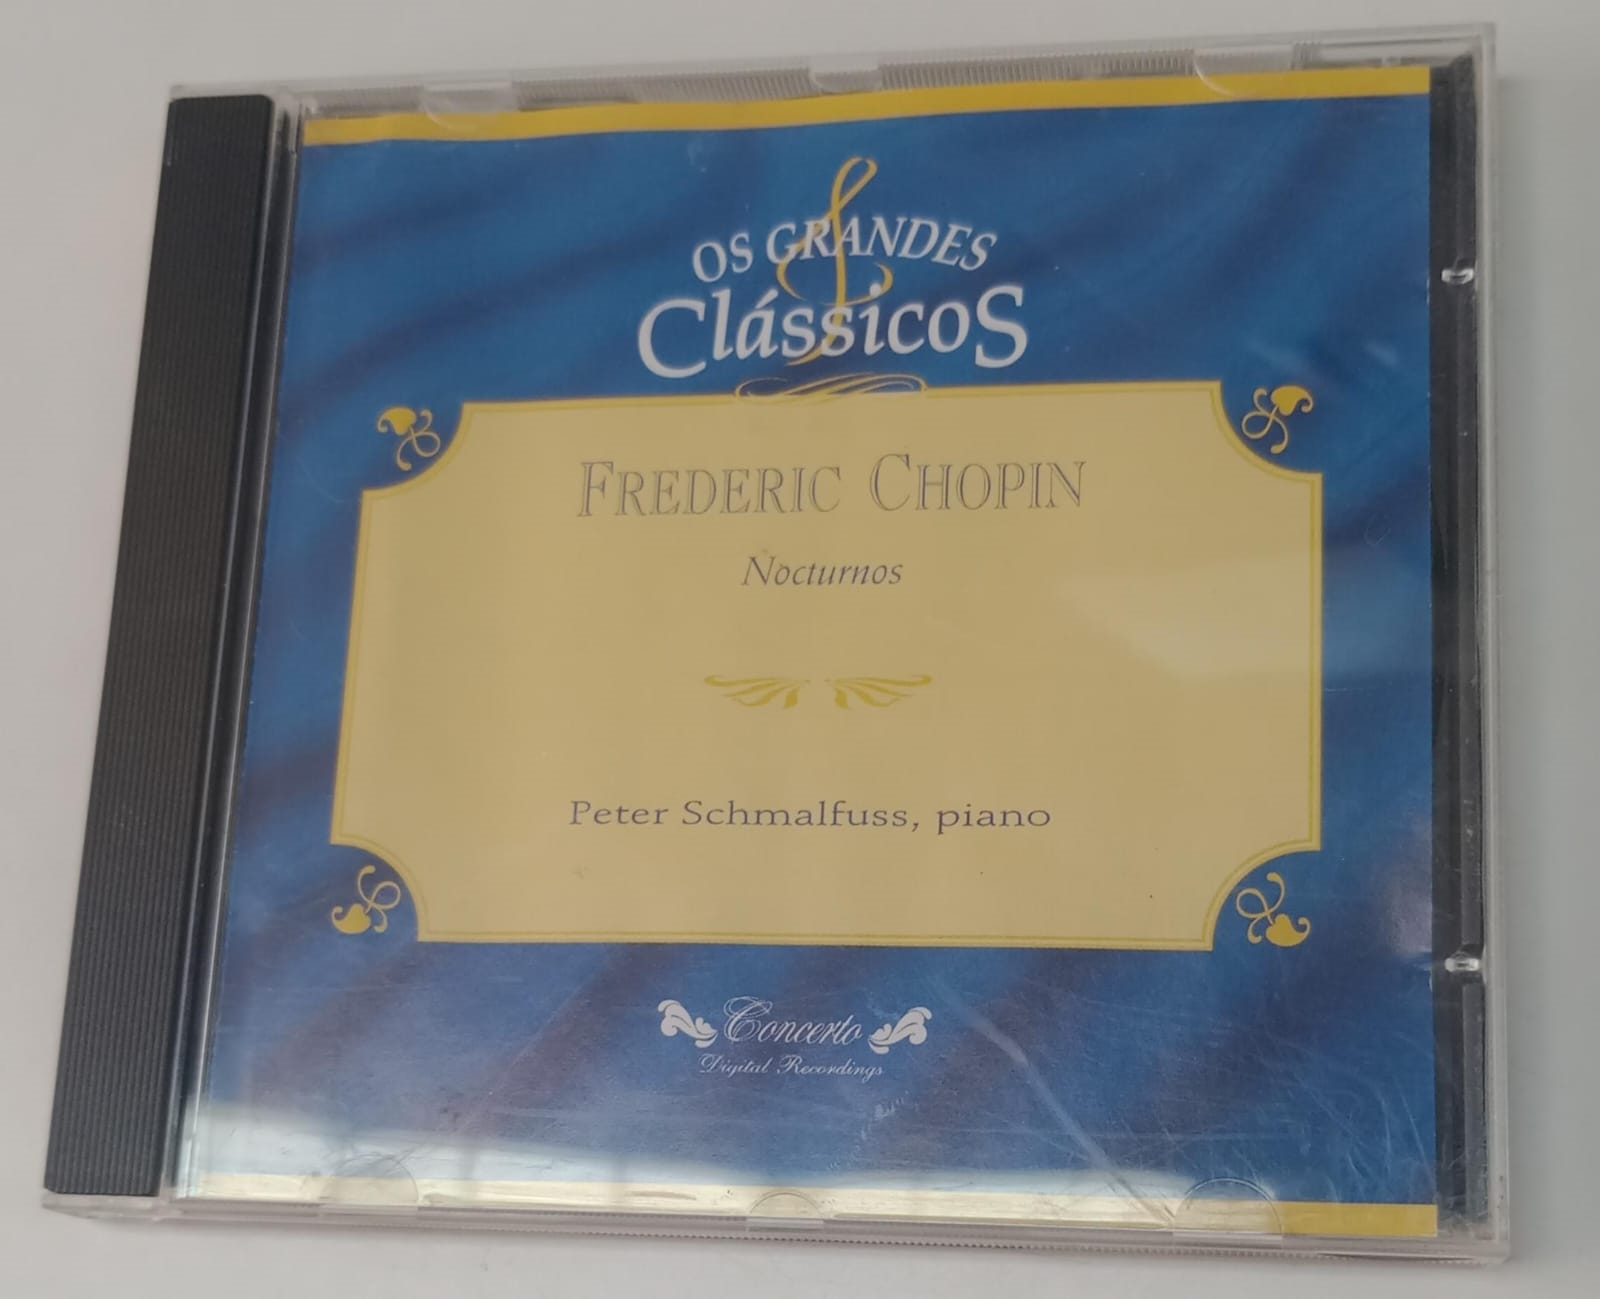 OS GRANDES
Clássicos
FREDERIC CHOPIN
Nocturnos
Peter Schmalfuss, piano
Concerto
Digital Recordings